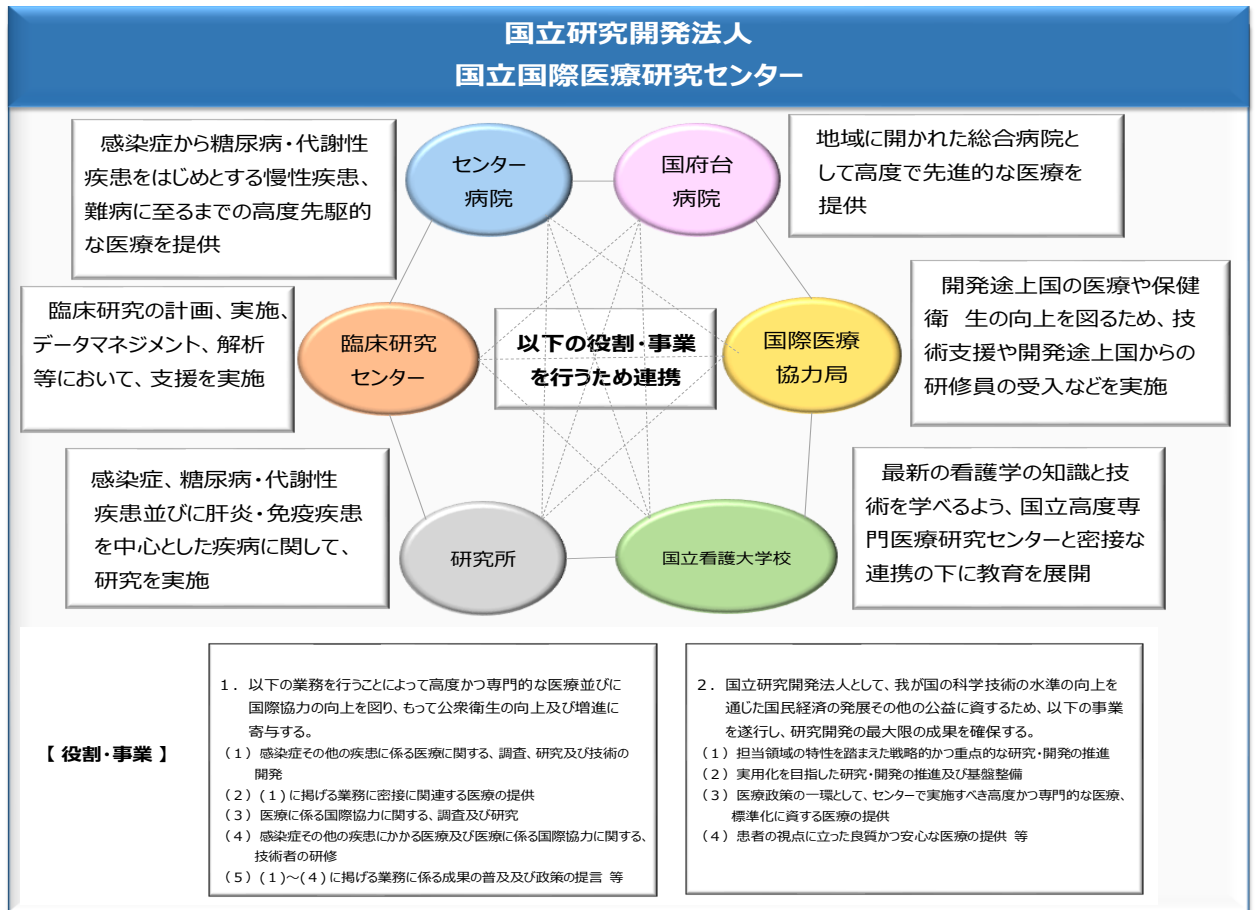 国立研究開発法人
国立国際医療研究センター
感染症から糖尿病・代謝性
疾患をはじめとする慢性疾患、
難病に至るまでの高度先駆的
な医療を提供
センター
病院
国府台
病院
地域に開かれた総合病院と
して高度で先進的な医療を
提供
臨床研究の計画、実施、
データマネジメント、解析
等において、支援を実施
臨床研究
センター
以下の役割・事業
を行うため連携
国際医療
協力局
開発途上国の医療や保健
衛 生の向上を図るため、技
術支援や開発途上国からの
研修員の受入などを実施
感染症、糖尿病・代謝性
疾患並びに肝炎・免疫疾患
を中心とした疾病に関して、
研究を実施
研究所
国立看護大学校
最新の看護学の知識と技
術を学べるよう、国立高度専
門医療研究センターと密接な
連携の下に教育を展開
【 役割・事業 】
1. 以下の業務を行うことによって高度かつ専門的な医療並びに
国際協力の向上を図り、もって公衆衛生の向上及び増進に
寄与する。
(1) 感染症その他の疾患に係る医療に関する、調査、研究及び技術の
開発
(2) (1)に掲げる業務に密接に関連する医療の提供
(3) 医療に係る国際協力に関する、調査及び研究
(4) 感染症その他の疾患にかかる医療及び医療に係る国際協力に関する、
技術者の研修
(5) (1)～(4)に掲げる業務に係る成果の普及及び政策の提言 等
2. 国立研究開発法人として、我が国の科学技術の水準の向上を
通じた国民経済の発展その他の公益に資するため、以下の事業
を遂行し、研究開発の最大限の成果を確保する。
(1) 担当領域の特性を踏まえた戦略的かつ重点的な研究・開発の推進
(2) 実用化を目指した研究・開発の推進及び基盤整備
(3) 医療政策の一環として、センターで実施すべき高度かつ専門的な医療、
標準化に資する医療の提供
(4) 患者の視点に立った良質かつ安心な医療の提供 等